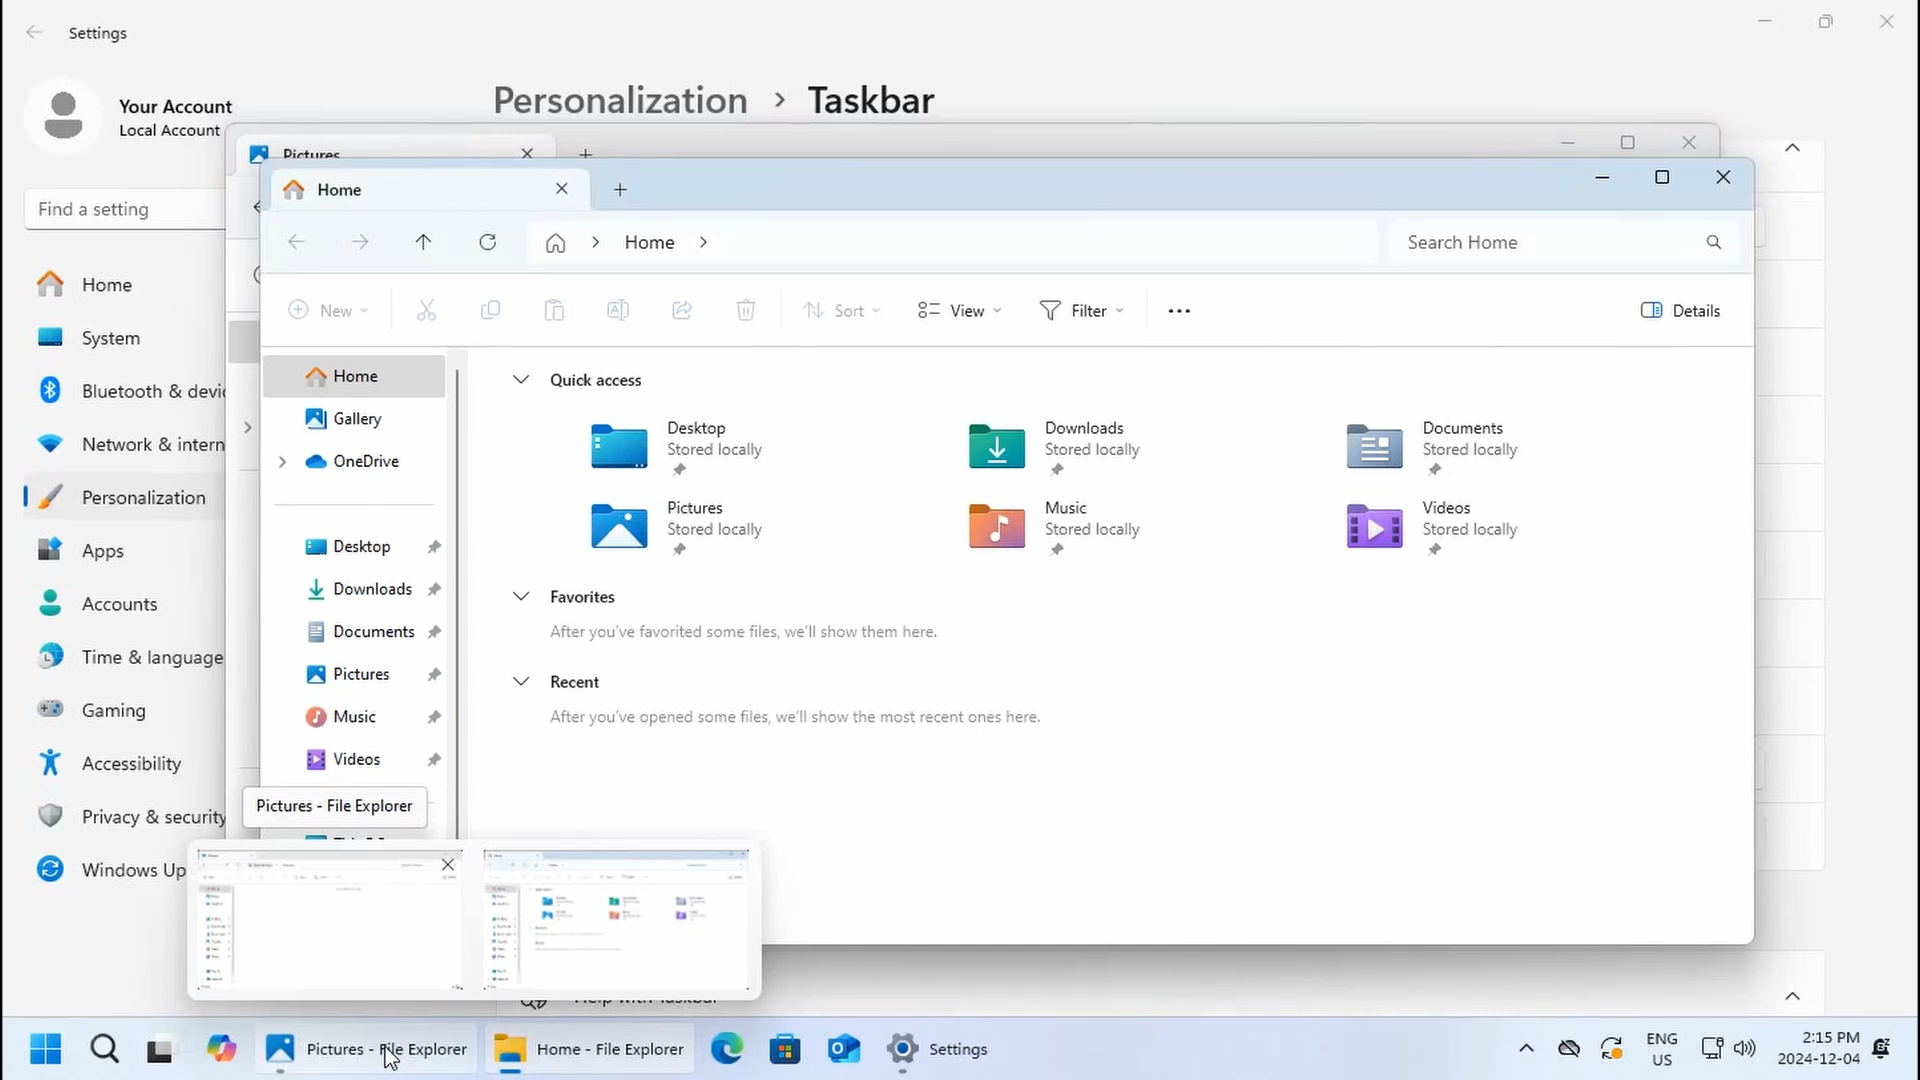 Settings
Your Account
Local Account
Personalization > Taskbar
Pictures
Home
Find a setting
Home
Search Home
New
Sort
View
Filter
Details
Home
System
Bluetooth & devi
Network & intern
Personalization
Apps
Accounts
Time & language
Gaming
Accessibility
Privacy & security
Windows Up
Home
Gallery
OneDrive
Desktop
Downloads
Documents
Pictures
Music
Videos
Quick access
Desktop
Stored locally
Downloads
Stored locally
Documents
Stored locally
Pictures
Stored locally
Music
Stored locally
Videos
Stored locally
Favorites
After you've favorited some files, we'll show them here.
Recent
After you've opened some files, we'll show the most recent ones here.
Pictures - File Explorer
Help with Taskbar
Pictures - File Explorer
Home - File Explorer
Settings
ENG
US
2:15 PM
2024-12-04